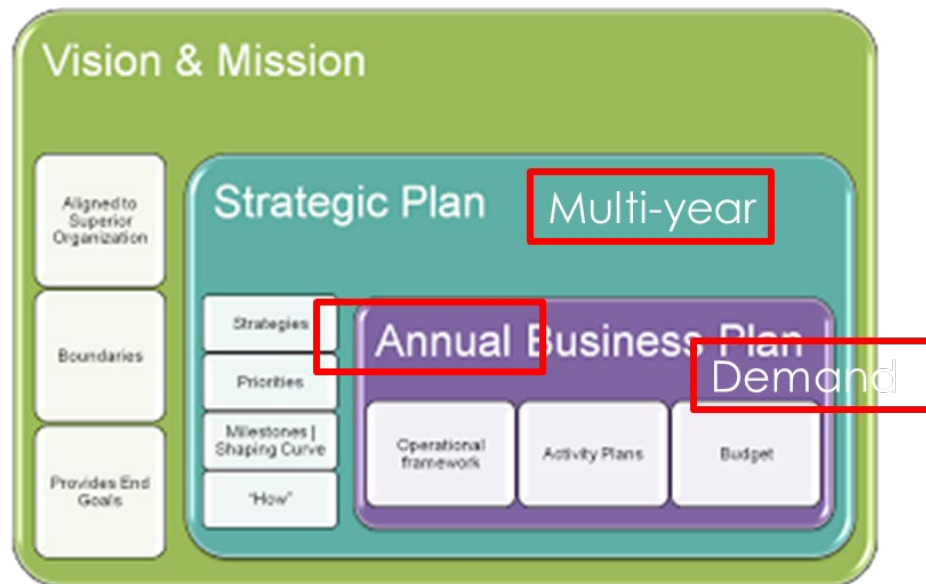 Vision & Mission
Aligned to
Superior
Organization
Boundaries
Provides End
Goals
Strategic Plan
Multi-year
Strategies
Priorities
Milestones |
Shaping Curve
"How"
Annual Business Plan
Demand
Operational
framework
Activity Plans
Budget